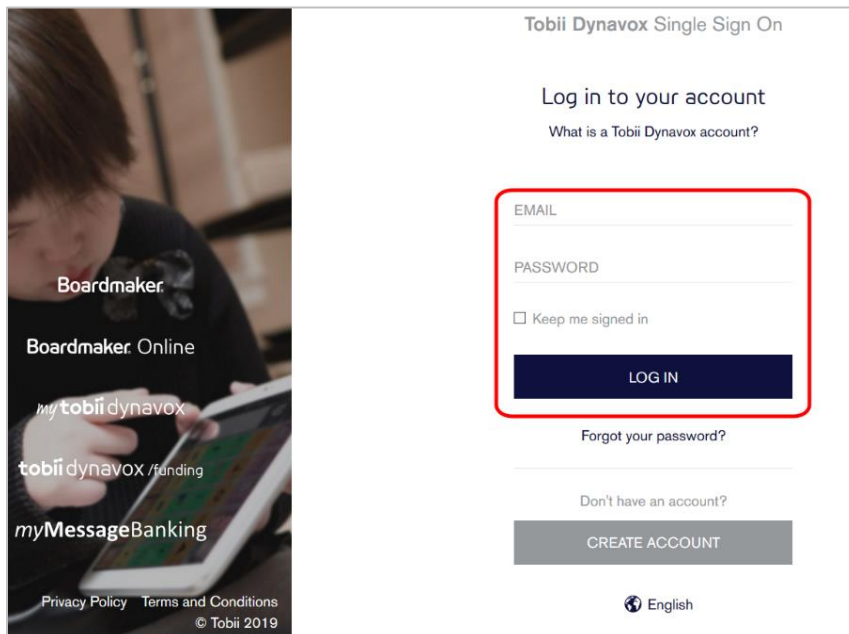 Boardmaker
Boardmaker Online
my tobii dynavox
tobii dynavox /funding
myMessageBanking
Privacy Policy Terms and Conditions
© Tobii 2019
Tobii Dynavox Single Sign On
Log in to your account
What is a Tobii Dynavox account?
EMAIL
PASSWORD
Keep me signed in
LOG IN
Forgot your password?
Don't have an account?
CREATE ACCOUNT
English